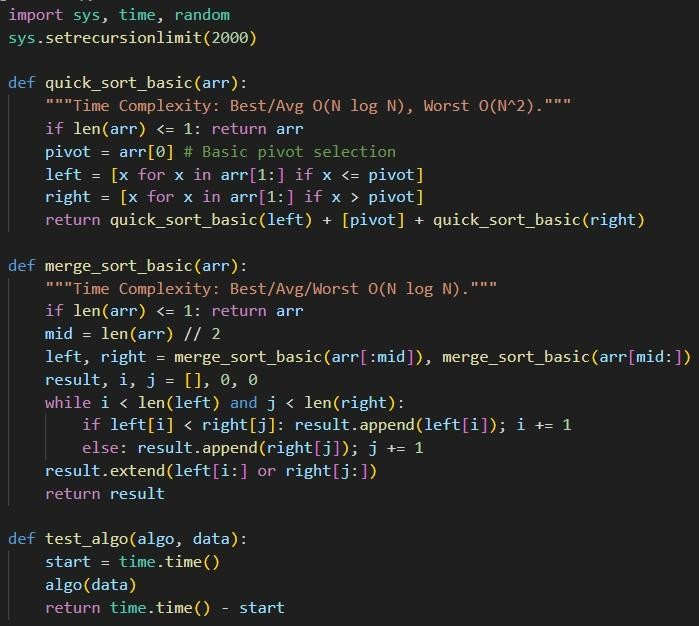 import sys, time, random
sys.setrecursionlimit(2000)
def quick_sort_basic(arr):
"""Time Complexity: Best/Avg O(N log N), Worst O(N^2)."""
if len(arr) <= 1: return arr
pivot = arr[0] # Basic pivot selection
left = [x for x in arr[1:] if x <= pivot]
right = [x for x in arr[1:] if x > pivot]
return quick_sort_basic(left) + [pivot] + quick_sort_basic(right)
def merge_sort_basic(arr):
"""Time Complexity: Best/Avg/Worst O(N log N)."""
if len(arr) <= 1: return arr
mid = len(arr) // 2
left, right = merge_sort_basic(arr[:mid]), merge_sort_basic(arr[mid:])
result, i, j = [], 0, 0
while i < len(left) and j < len(right):
if left[i] < right[j]: result.append(left[i]); i += 1
else: result.append(right[j]); j += 1
result.extend(left[i:] or right[j:])
return result
def test_algo(algo, data):
start = time.time()
algo(data)
return time.time() - start